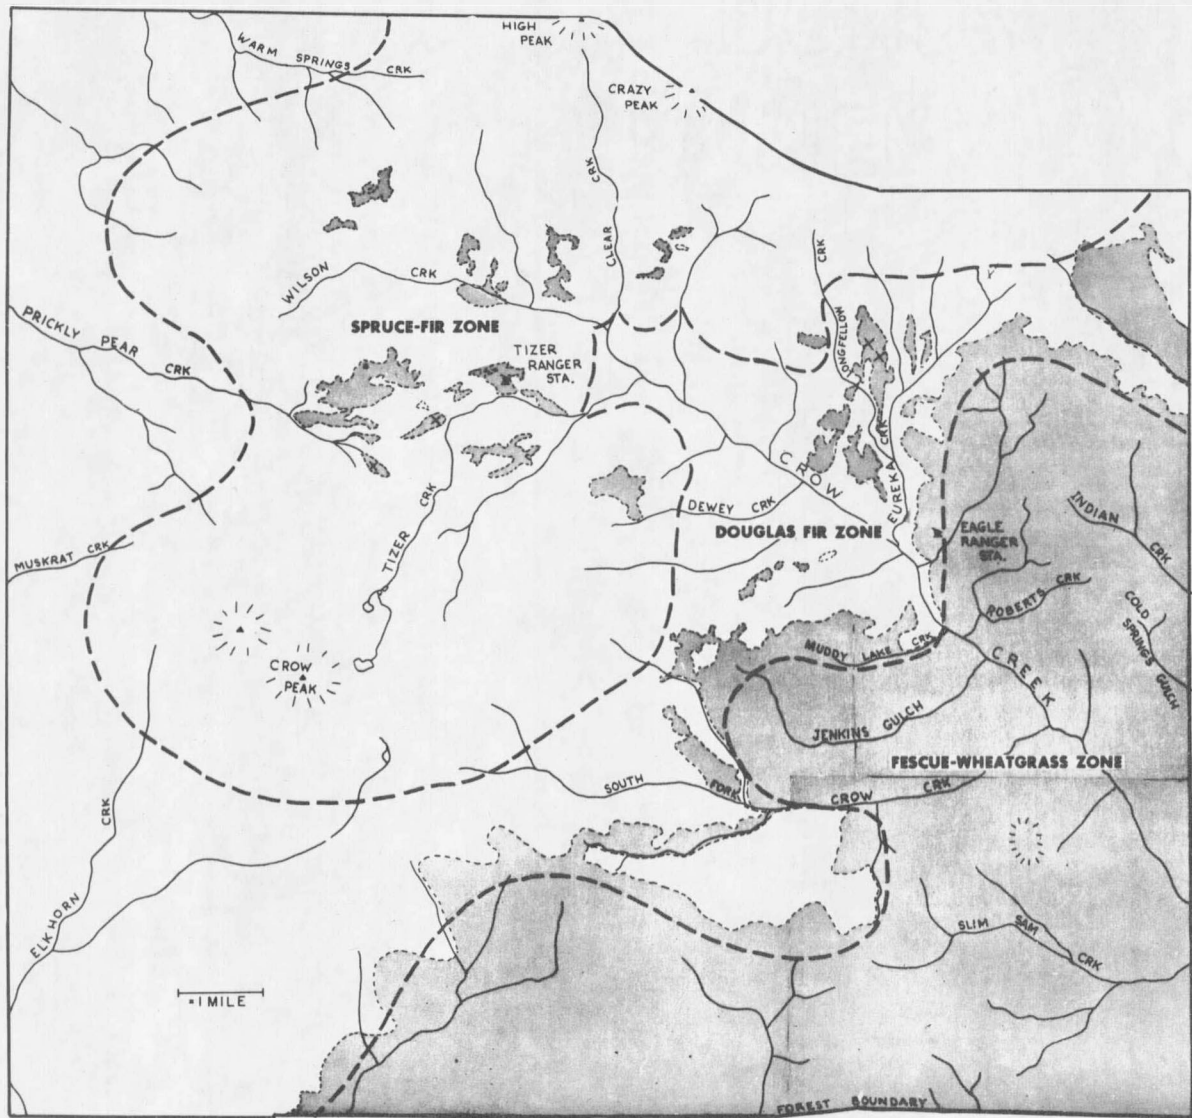 HIGH
PEAK
WARM SPRINGS CRK
CRAZY
PEAK
CLEAR CRK
WILSON CRK
CRK
LONGFELLOW
PRICKLY PEAR CRK
SPRUCE-FIR ZONE
TIZER
RANGER
STA.
CROW
EUREKA CRK
DEWEY CRK
DOUGLAS FIR ZONE
INDIAN CRK
EAGLE
RANGER
STA.
MUSKRAT CRK
TIZER CRK
ROBERTS CRK
COLD
SPRINGS GULCH
MUDDY LAKE CRK
CREEK
CROW
PEAK
JENKINS GULCH
FESCUE-WHEATGRASS ZONE
SOUTH FORK CROW CRK
ELKHORN CRK
SLIM SAM CRK
=1 MILE
FOREST BOUNDARY